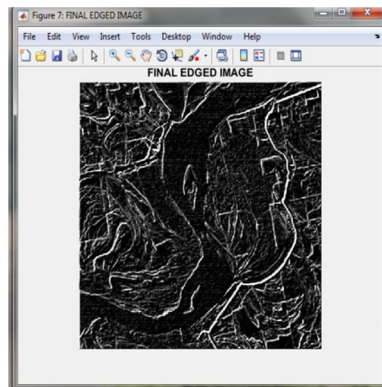 Figure 7: FINAL EDGED IMAGE
File Edit View Insert Tools Desktop Window Help
FINAL EDGED IMAGE